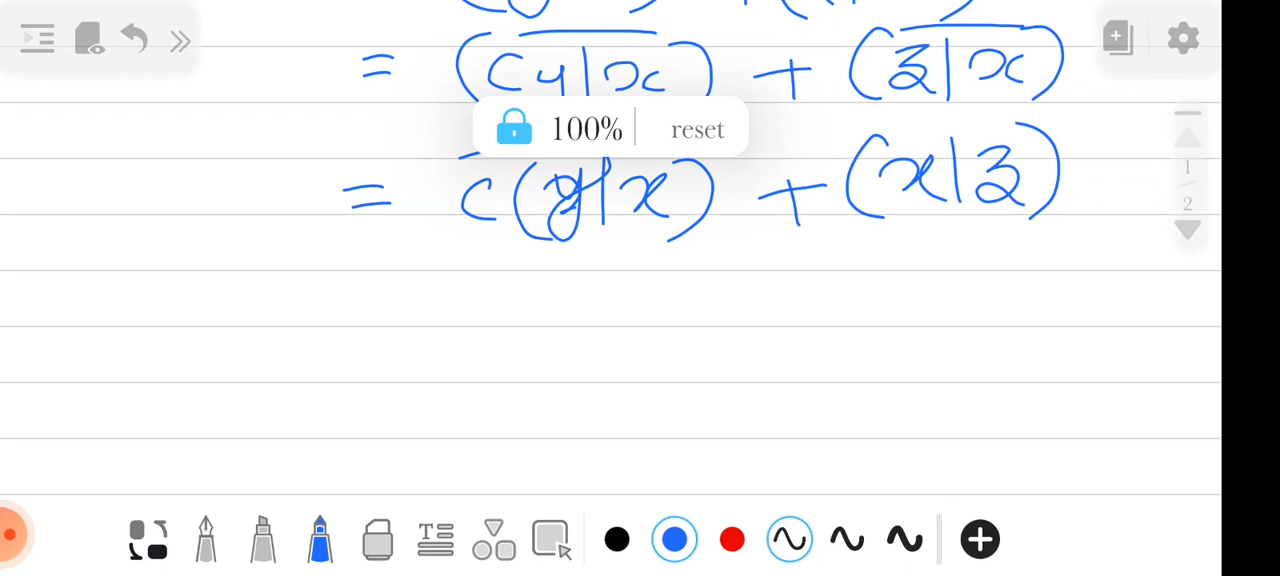 = (cy|x) + (z|x)
100% reset
= c(y|x) + (x|z)
1
2
T